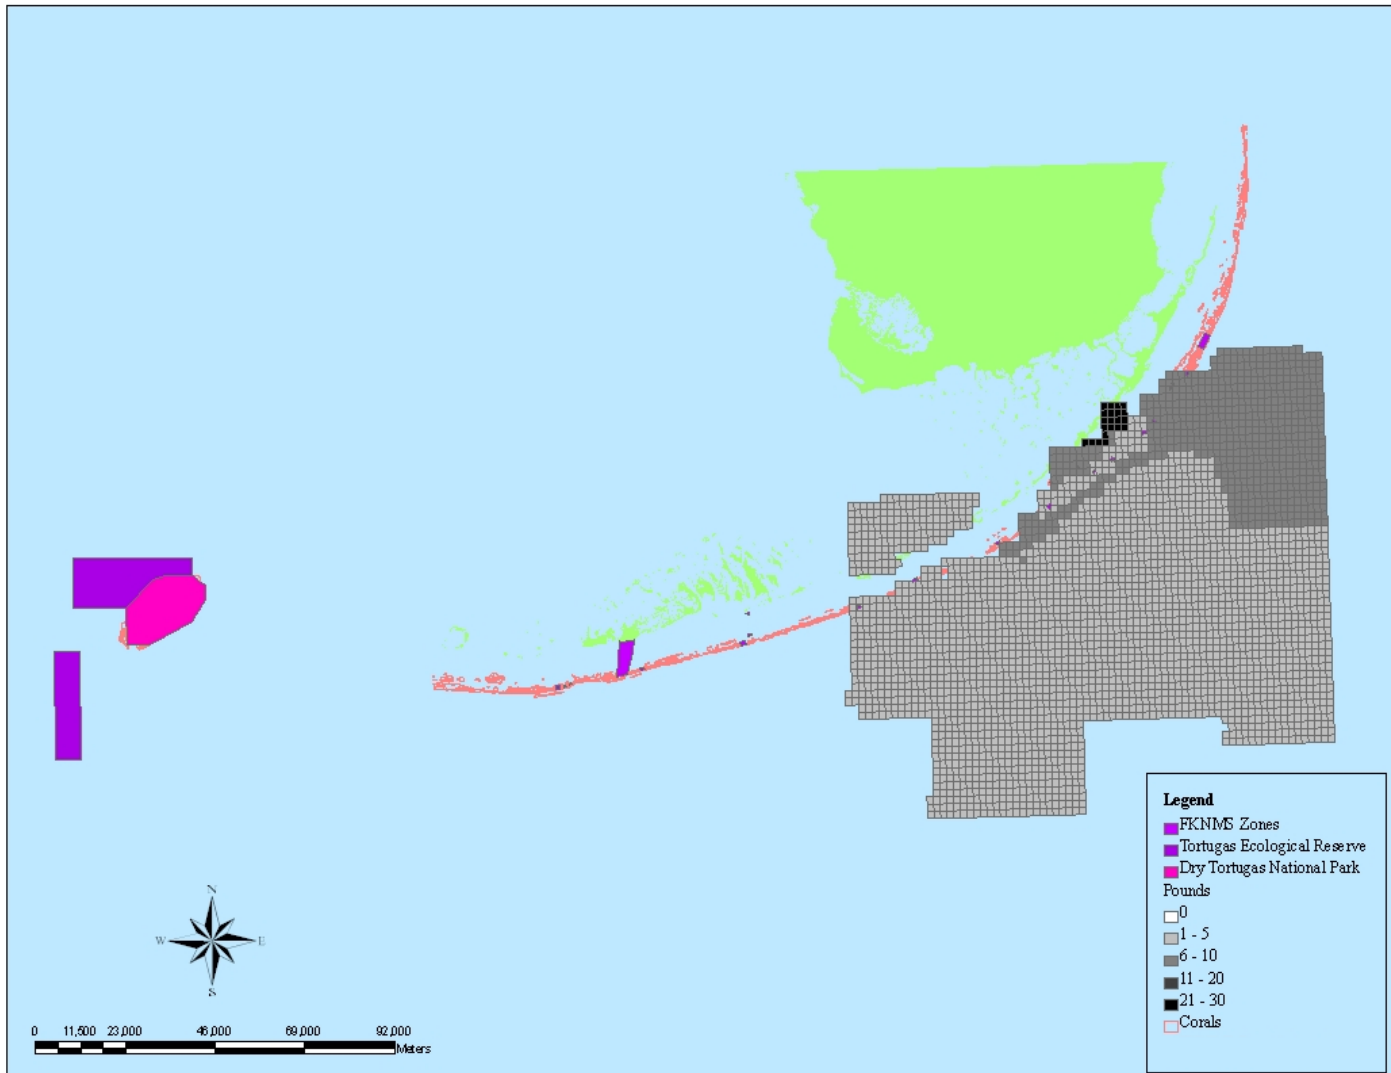 Legend
FKNMS Zones
Tortugas Ecological Reserve
Dry Tortugas National Park
Pounds
0
1 - 5
6 - 10
11 - 20
21 - 30
Corals
N
W E
S
0 11,500 23,000 46,000 69,000 92,000
Meters